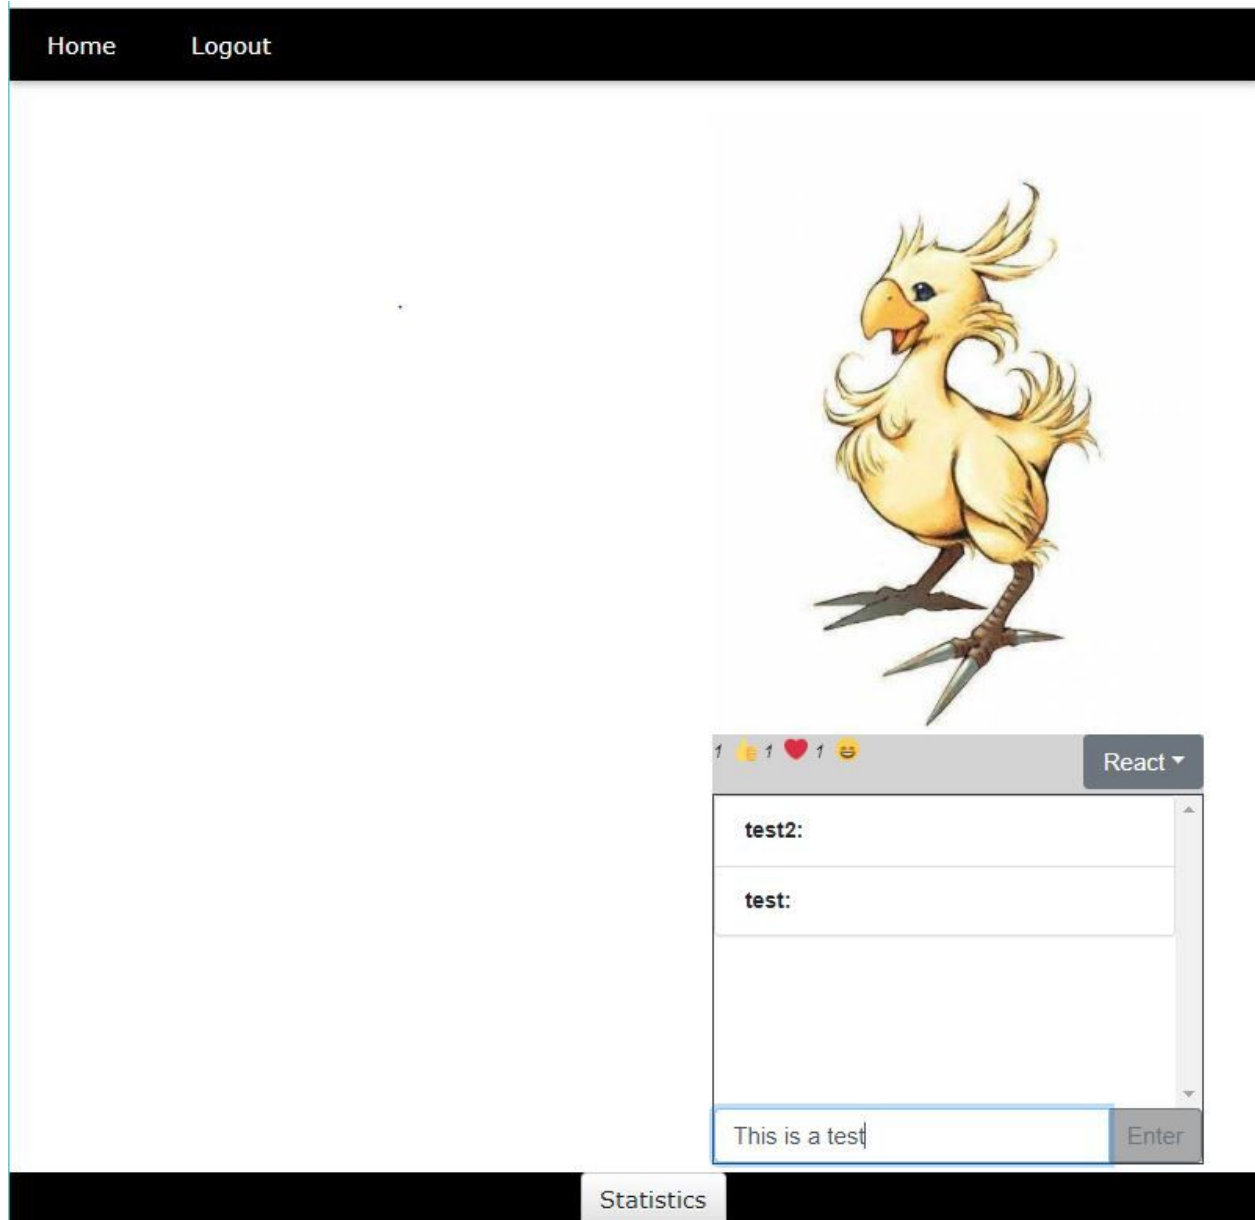 Home Logout
1 👍 1 ❤️ 1 😄 React
test2:
test:
This is a test Enter
Statistics